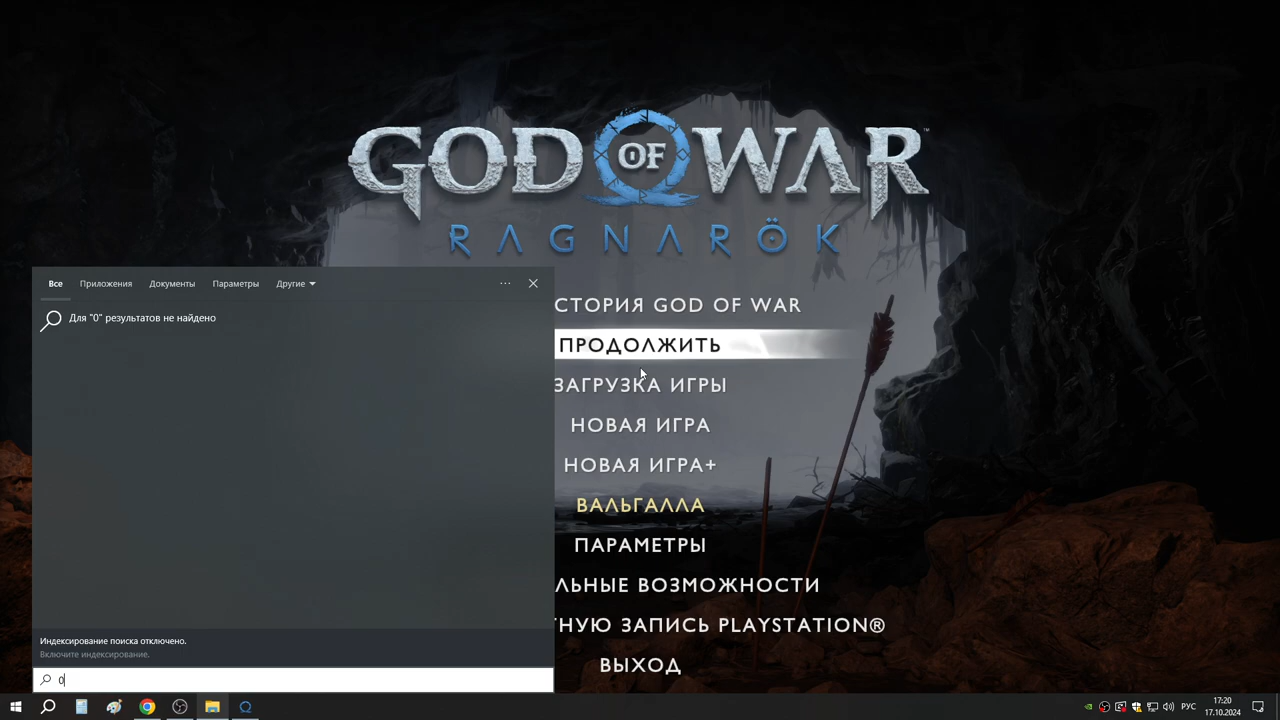 GOD OF WAR
RAGNARÖK
СТОРИЯ GOD OF WAR
ПРОДОЛЖИТЬ
ЗАГРУЗКА ИГРЫ
НОВАЯ ИГРА
НОВАЯ ИГРА+
ВАЛЬГАЛЛА
ПАРАМЕТРЫ
ЛЬНЫЕ ВОЗМОЖНОСТИ
НУЮ ЗАПИСЬ PLAYSTATION®
ВЫХОД
Все Приложения Документы Параметры Другие
Для "0" результатов не найдено
Индексирование поиска отключено.
Включите индексирование.
0
РУС
17:20
17.10.2024